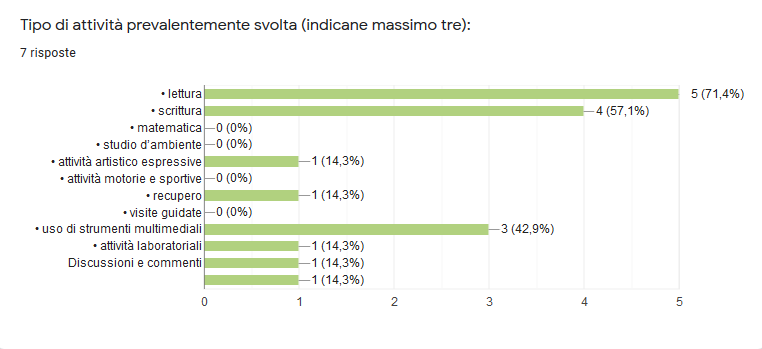 Tipo di attività prevalentemente svolta (indicane massimo tre):
7 risposte
• lettura 5 (71,4%)
• scrittura 4 (57,1%)
• matematica 0 (0%)
• studio d'ambiente 0 (0%)
• attività artistico espressive 1 (14,3%)
• attività motorie e sportive 0 (0%)
• recupero 1 (14,3%)
• visite guidate 0 (0%)
• uso di strumenti multimediali 3 (42,9%)
• attività laboratoriali 1 (14,3%)
Discussioni e commenti 1 (14,3%)
1 (14,3%)
0 1 2 3 4 5